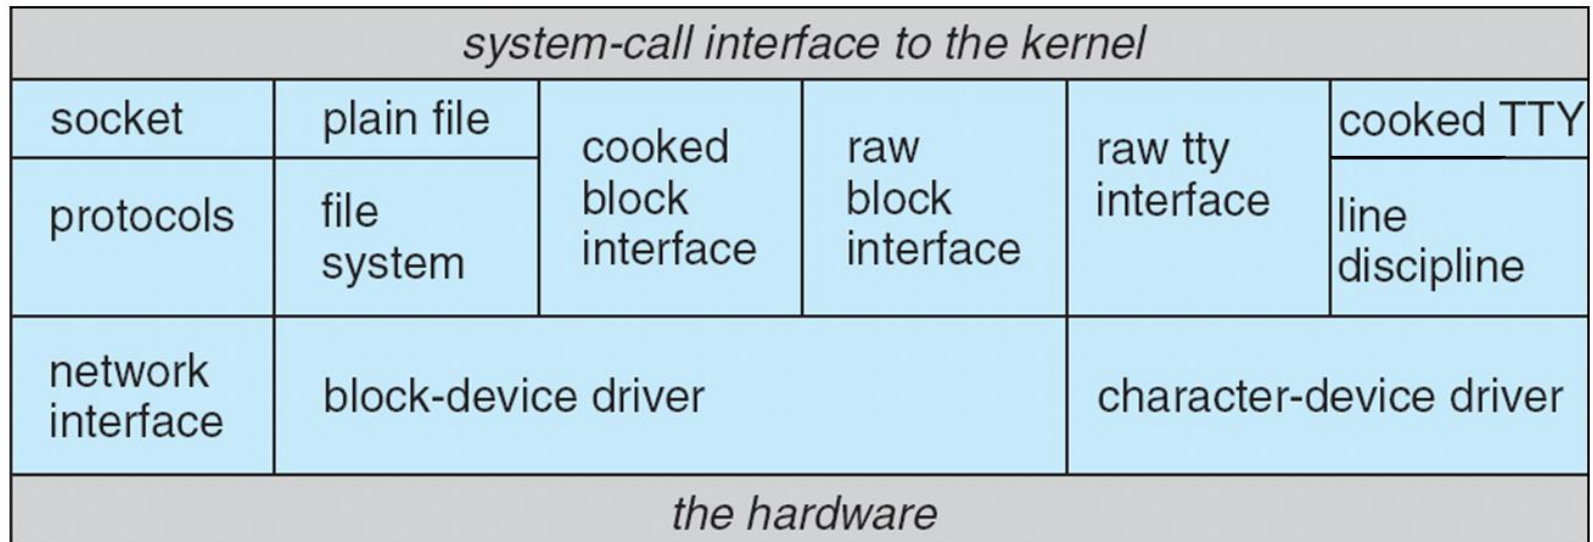 system-call interface to the kernel
socket
plain file
cooked
block
interface
raw
block
interface
raw tty
interface
cooked TTY
protocols
file
system
line
discipline
network
interface
block-device driver
character-device driver
the hardware